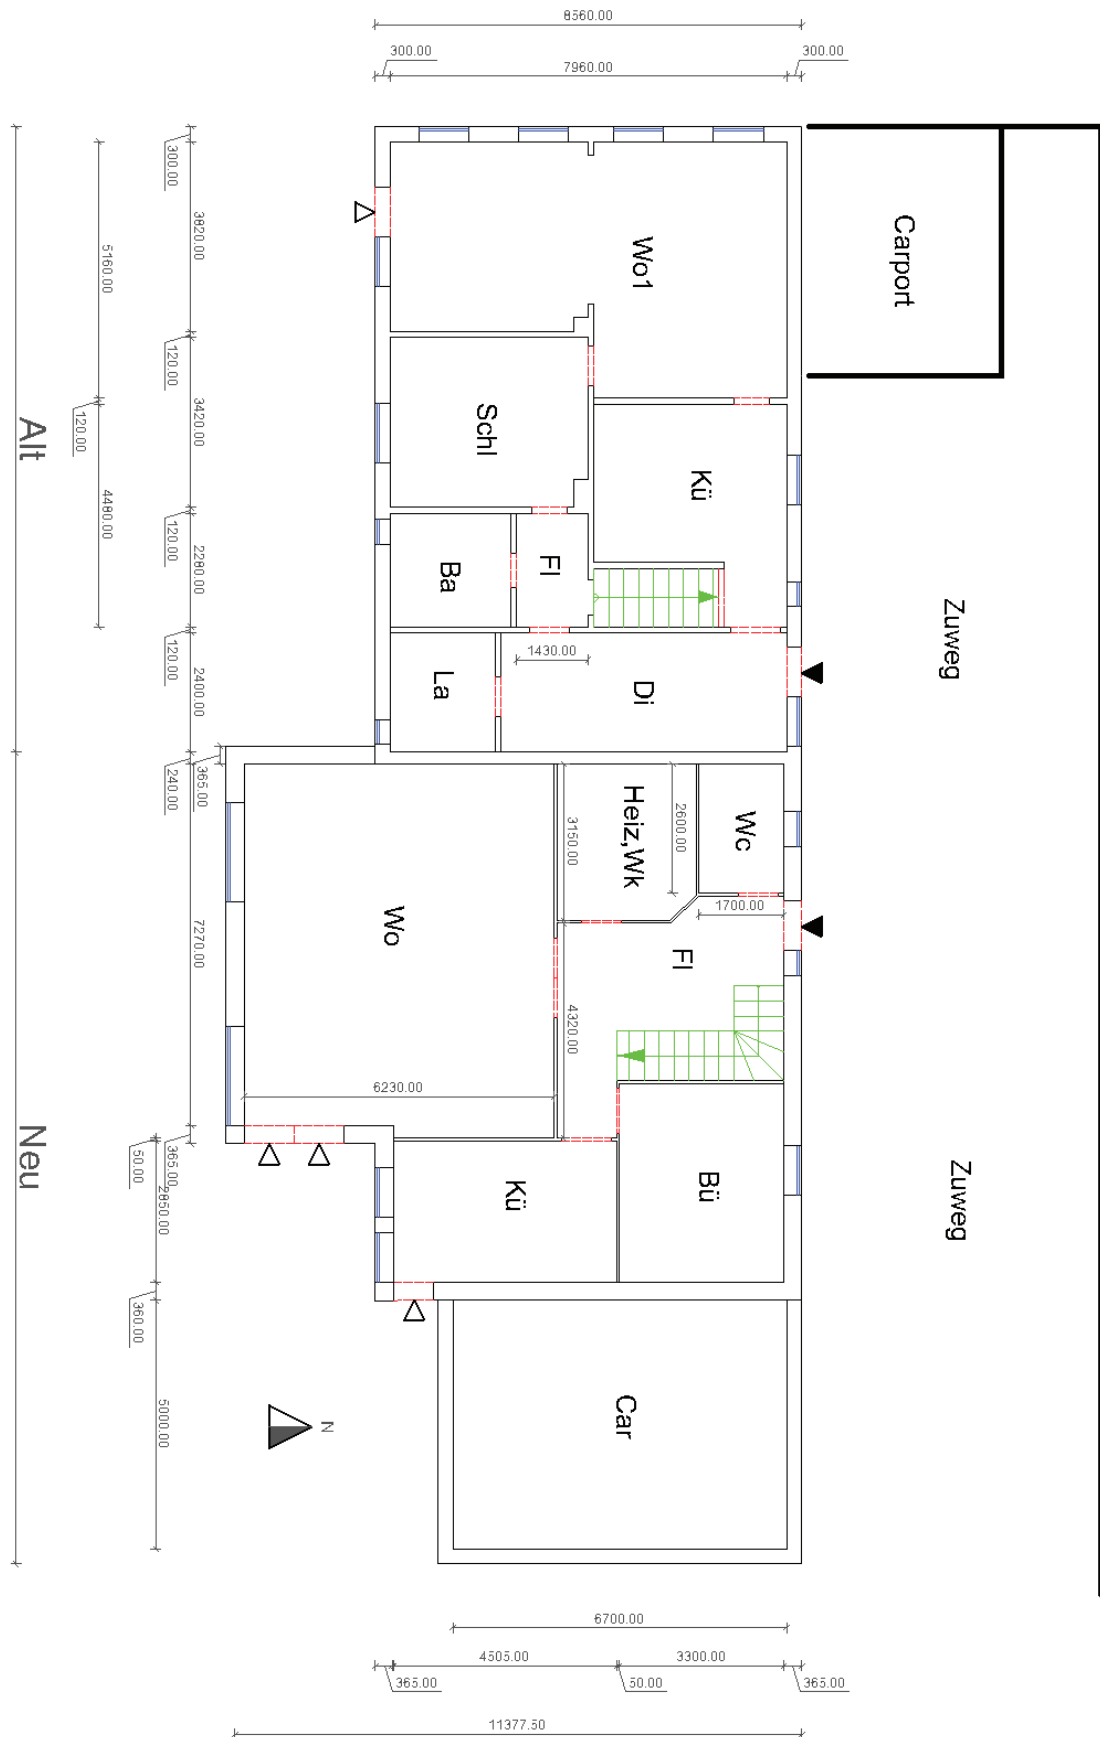 8560.00
300.00
7960.00
300.00
300.00
3820.00
5160.00
120.00
3420.00
120.00
4480.00
120.00
2280.00
120.00
2400.00
Alt
Carport
Wo1
Schl
Kü
Ba
Fl
1430.00
La
Di
Zuweg
365.00
240.00
7270.00
365.00
50.00
2850.00
360.00
5000.00
Neu
Heiz,Wk
3150.00
2600.00
Wc
1700.00
Wo
Fl
4320.00
6230.00
Kü
Bü
Zuweg
N
Car
6700.00
4505.00
3300.00
365.00
50.00
365.00
11377.50